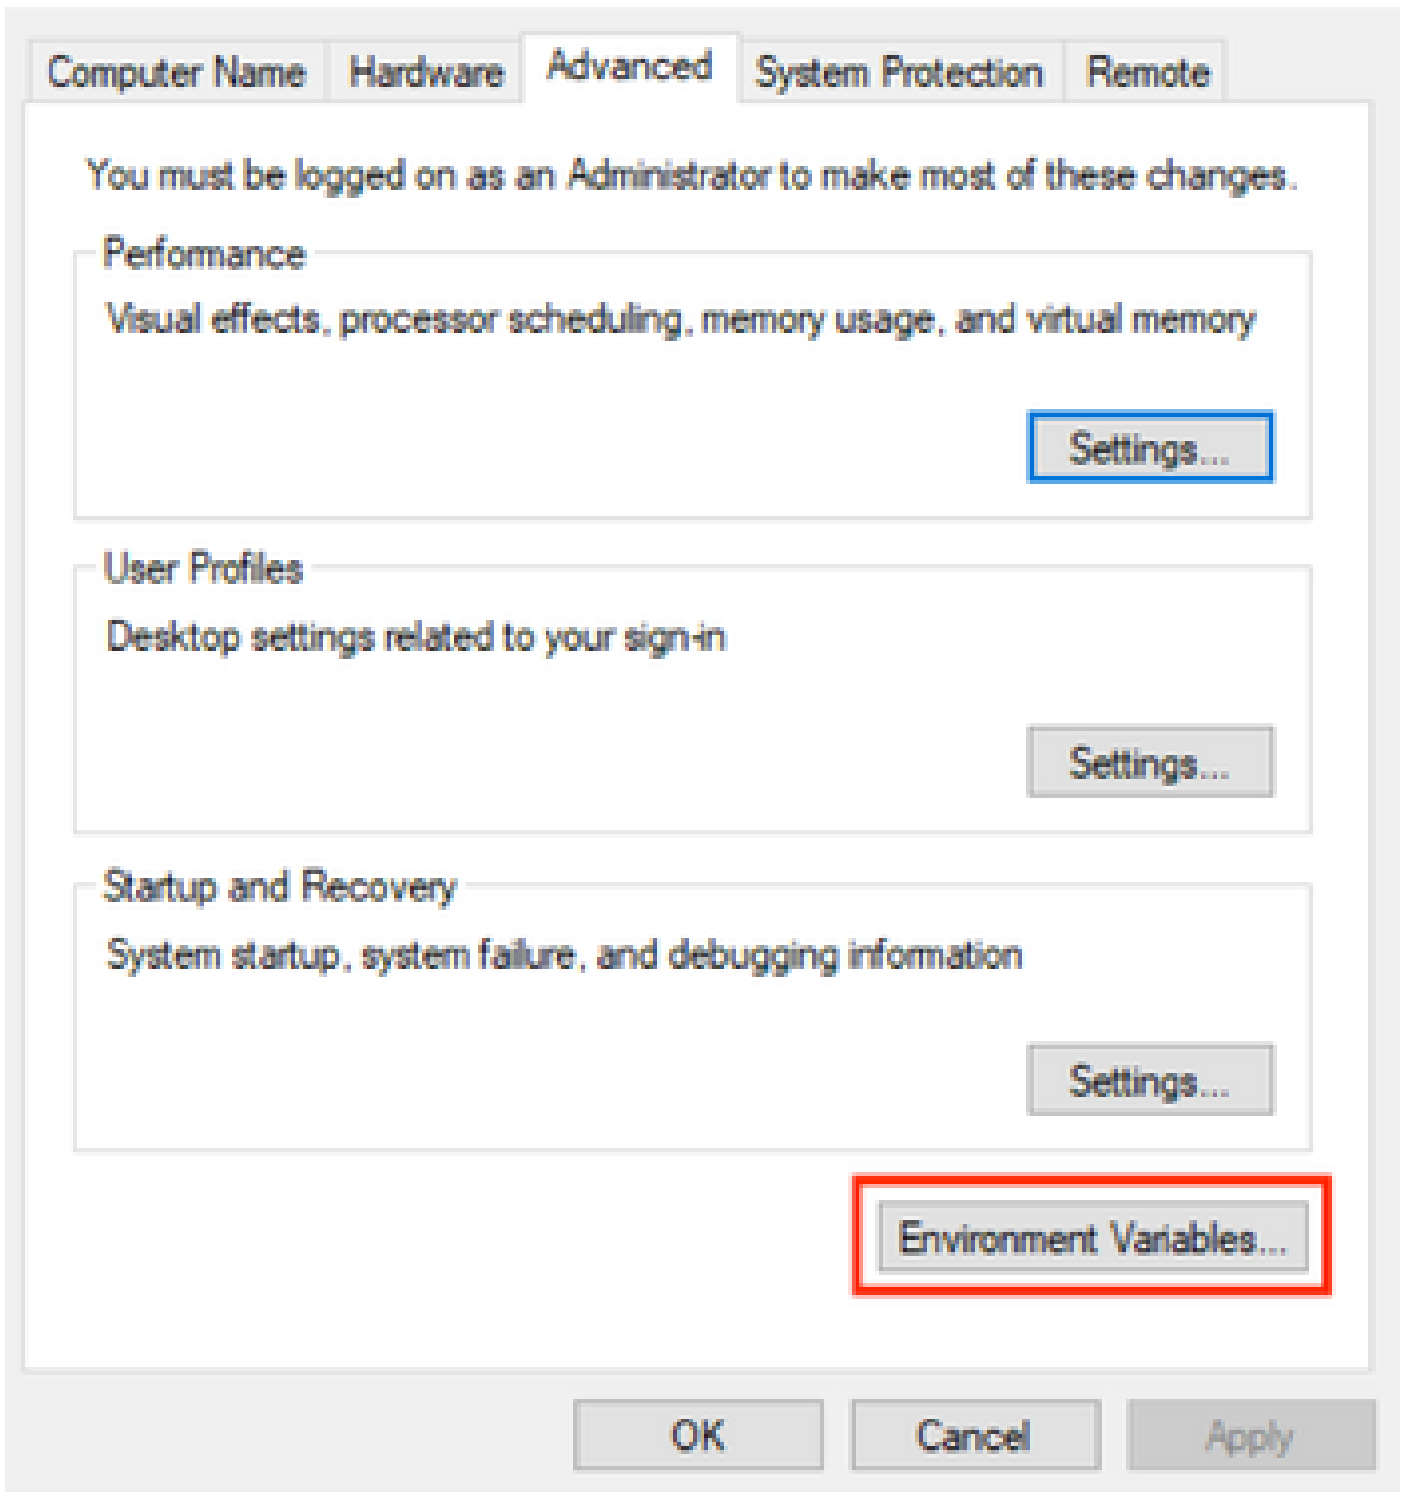 Computer Name Hardware Advanced System Protection Remote
You must be logged on as an Administrator to make most of these changes.
Performance
Visual effects, processor scheduling, memory usage, and virtual memory
Settings...
User Profiles
Desktop settings related to your sign-in
Settings...
Startup and Recovery
System startup, system failure, and debugging information
Settings...
Environment Variables...
OK Cancel Apply